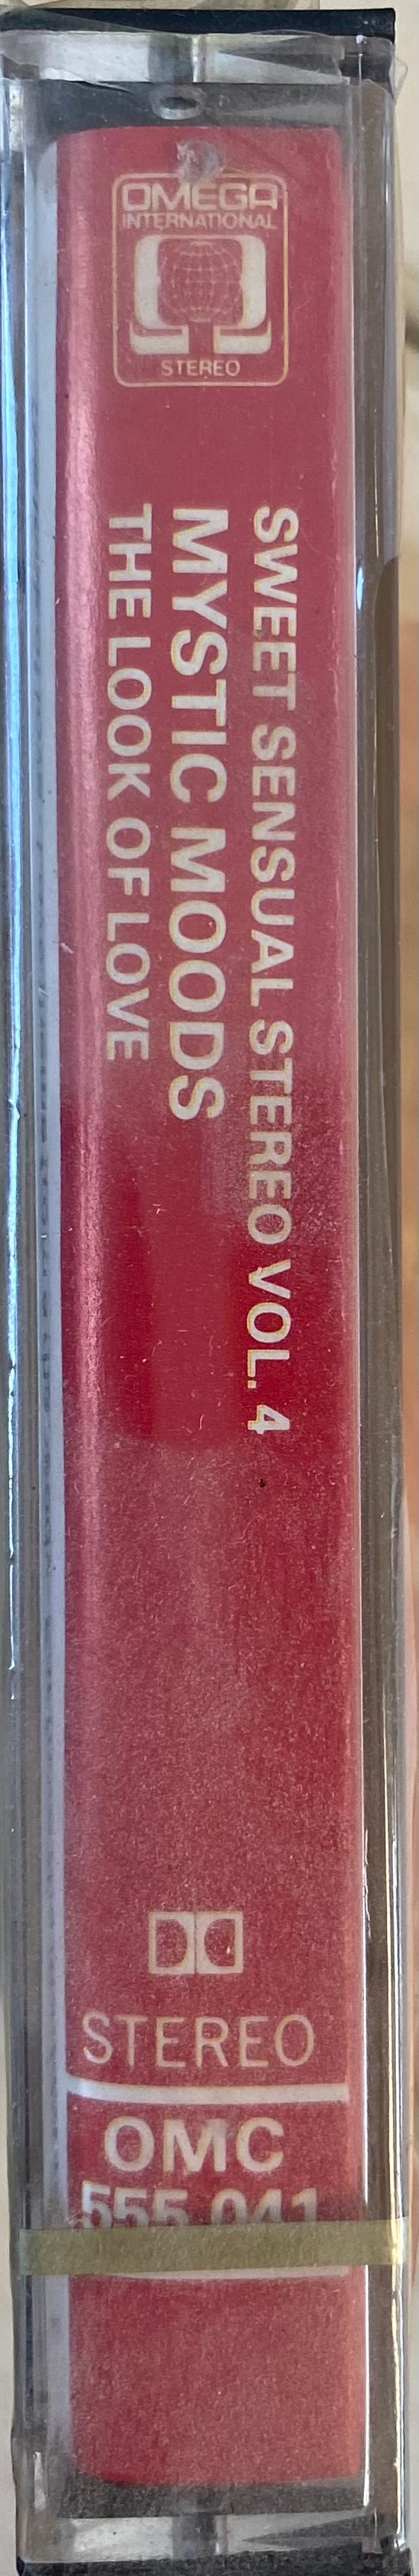 OMEGA
INTERNATIONAL
STEREO
SWEET SENSUAL STEREO VOL. 4
MYSTIC MOODS
THE LOOK OF LOVE
STEREO
OMC
555.041